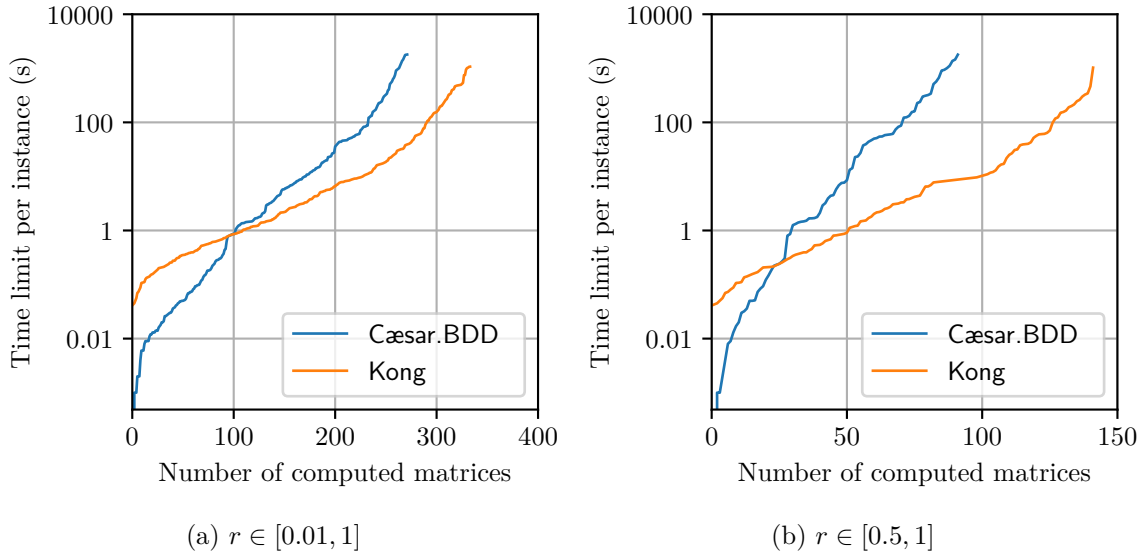 10000
100
1
0.01
Time limit per instance (s)
Cæsar.BDD
Kong
0
100
200
300
400
Number of computed matrices
(a) r ∈ [0.01, 1]
10000
100
1
0.01
Time limit per instance (s)
Cæsar.BDD
Kong
0
50
100
150
Number of computed matrices
(b) r ∈ [0.5, 1]